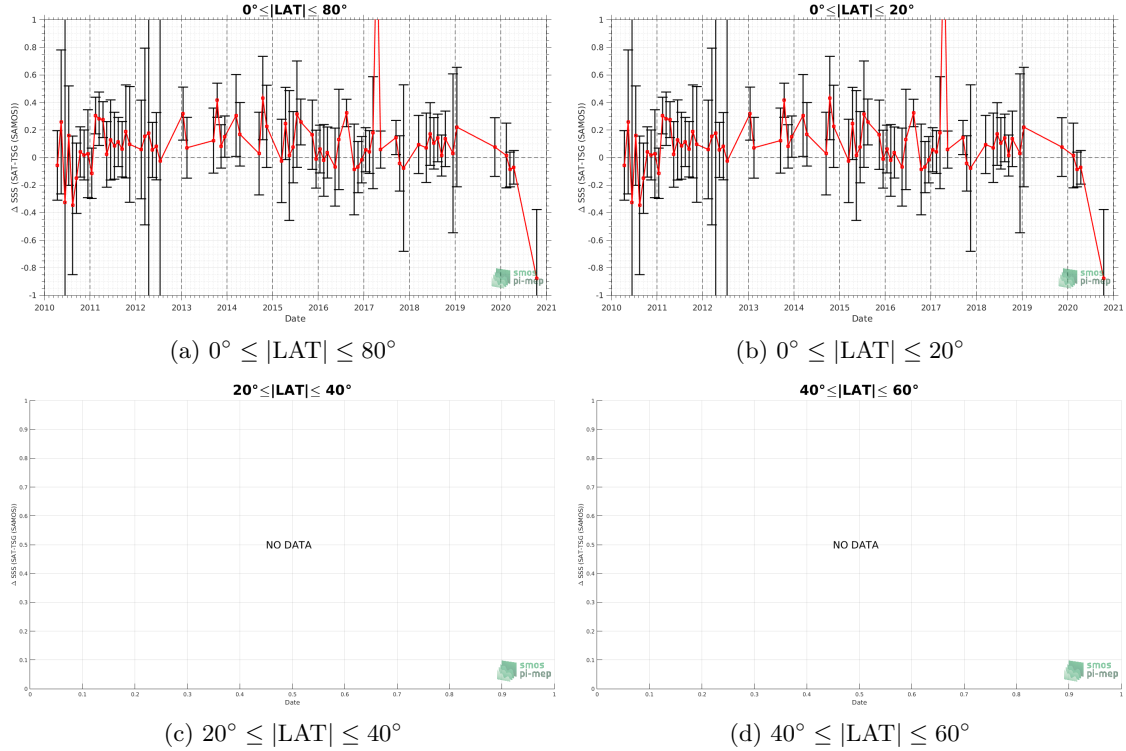 0°≤|LAT|≤ 80°
Δ SSS (SAT-TSG (SAMOS))
1
0.8
0.6
0.4
0.2
0
-0.2
-0.4
-0.6
-0.8
-1
2010 2011 2012 2013 2014 2015 2016 2017 2018 2019 2020 2021
Date
smos
pi-mep
(a) 0° ≤ |LAT| ≤ 80°
0°≤|LAT|≤ 20°
Δ SSS (SAT-TSG (SAMOS))
1
0.8
0.6
0.4
0.2
0
-0.2
-0.4
-0.6
-0.8
-1
2010 2011 2012 2013 2014 2015 2016 2017 2018 2019 2020 2021
Date
smos
pi-mep
(b) 0° ≤ |LAT| ≤ 20°
20°≤|LAT|≤ 40°
Δ SSS (SAT-TSG (SAMOS))
1
0.9
0.8
0.7
0.6
0.5
0.4
0.3
0.2
0.1
0
NO DATA
0 0.1 0.2 0.3 0.4 0.5 0.6 0.7 0.8 0.9 1
Date
smos
pi-mep
(c) 20° ≤ |LAT| ≤ 40°
40°≤|LAT|≤ 60°
Δ SSS (SAT-TSG (SAMOS))
1
0.9
0.8
0.7
0.6
0.5
0.4
0.3
0.2
0.1
0
NO DATA
0 0.1 0.2 0.3 0.4 0.5 0.6 0.7 0.8 0.9 1
Date
smos
pi-mep
(d) 40° ≤ |LAT| ≤ 60°